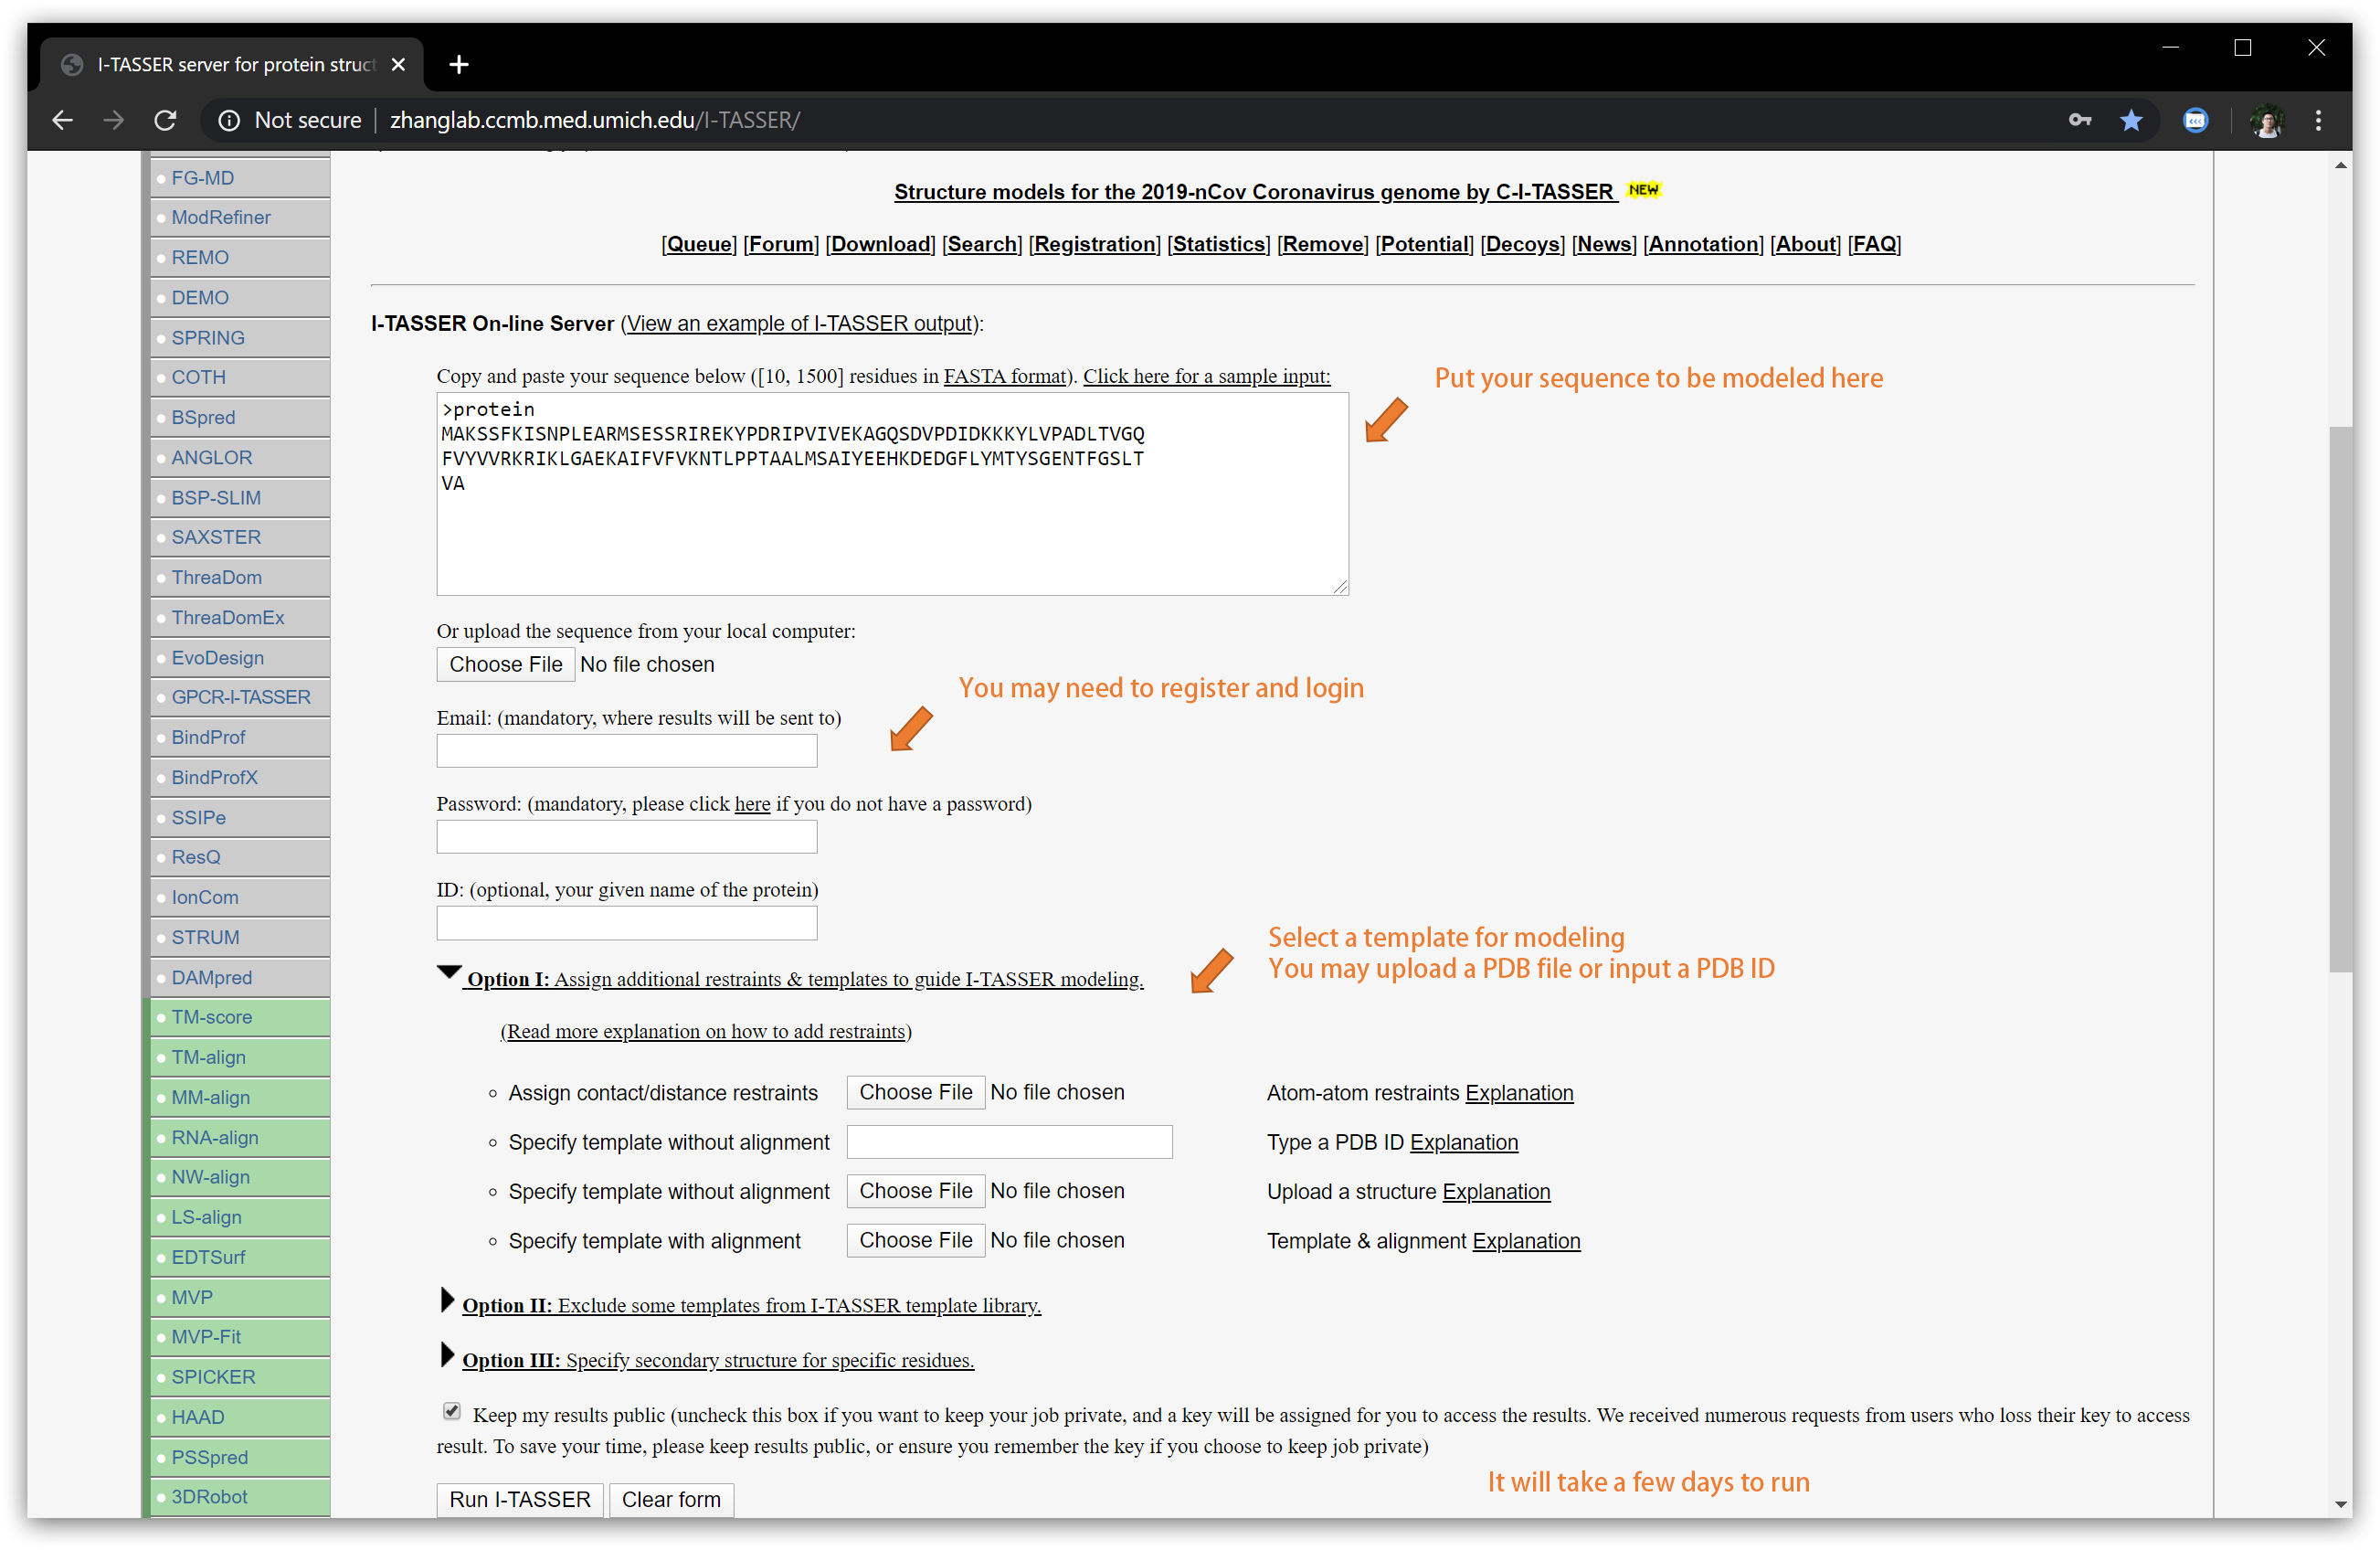 I-TASSER server for protein struct
Not secure | zhanglab.ccmb.med.umich.edu/I-TASSER/
FG-MD
ModRefiner
REMO
DEMO
SPRING
COTH
BSpred
ANGLOR
BSP-SLIM
SAXSTER
ThreaDom
ThreaDomEx
EvoDesign
GPCR-I-TASSER
BindProf
BindProfX
SSIPe
ResQ
IonCom
STRUM
DAMpred
TM-score
TM-align
MM-align
RNA-align
NW-align
LS-align
EDTSurf
MVP
MVP-Fit
SPICKER
HAAD
PSSpred
3DRobot
Structure models for the 2019-nCov Coronavirus genome by C-I-TASSER NEW
[Queue] [Forum] [Download] [Search] [Registration] [Statistics] [Remove] [Potential] [Decoys] [News] [Annotation] [About] [FAQ]
I-TASSER On-line Server (View an example of I-TASSER output):
Copy and paste your sequence below ([10, 1500] residues in FASTA format). Click here for a sample input:
Put your sequence to be modeled here
>protein
MAKSSFKISNPLEARMSESSRIREKYPDRIPVIVEKAGQSDVPDIDKKKYLVPADLTVGQ
FVYVVRKRIKLGAEKAIFVFVKNTLPPTAALMSAIYEEHKDEDGFLYMTYSGENTFGSLT
VA
Or upload the sequence from your local computer:
Choose File No file chosen
You may need to register and login
Email: (mandatory, where results will be sent to)
Password: (mandatory, please click here if you do not have a password)
ID: (optional, your given name of the protein)
Select a template for modeling
You may upload a PDB file or input a PDB ID
Option I: Assign additional restraints & templates to guide I-TASSER modeling.
(Read more explanation on how to add restraints)
Assign contact/distance restraints Choose File No file chosen Atom-atom restraints Explanation
Specify template without alignment Type a PDB ID Explanation
Specify template without alignment Choose File No file chosen Upload a structure Explanation
Specify template with alignment Choose File No file chosen Template & alignment Explanation
Option II: Exclude some templates from I-TASSER template library.
Option III: Specify secondary structure for specific residues.
Keep my results public (uncheck this box if you want to keep your job private, and a key will be assigned for you to access the results. We received numerous requests from users who loss their key to access
result. To save your time, please keep results public, or ensure you remember the key if you choose to keep job private)
It will take a few days to run
Run I-TASSER Clear form